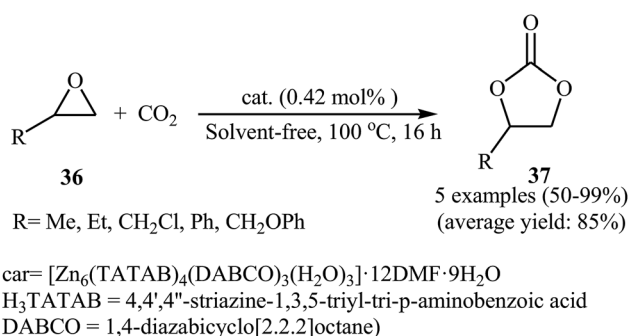 O
O
cat. (0.42 mol% )
O
O
+ CO2
R
Solvent-free, 100 °C, 16 h
R
36
37
5 examples (50-99%)
R= Me, Et, CH2Cl, Ph, CH2OPh
(average yield: 85%)
car= [Zn6(TATAB)4(DABCO)3(H2O)3]·12DMF·9H2O
H3TATAB = 4,4',4"-striazine-1,3,5-triyl-tri-p-aminobenzoic acid
DABCO = 1,4-diazabicyclo[2.2.2]octane)